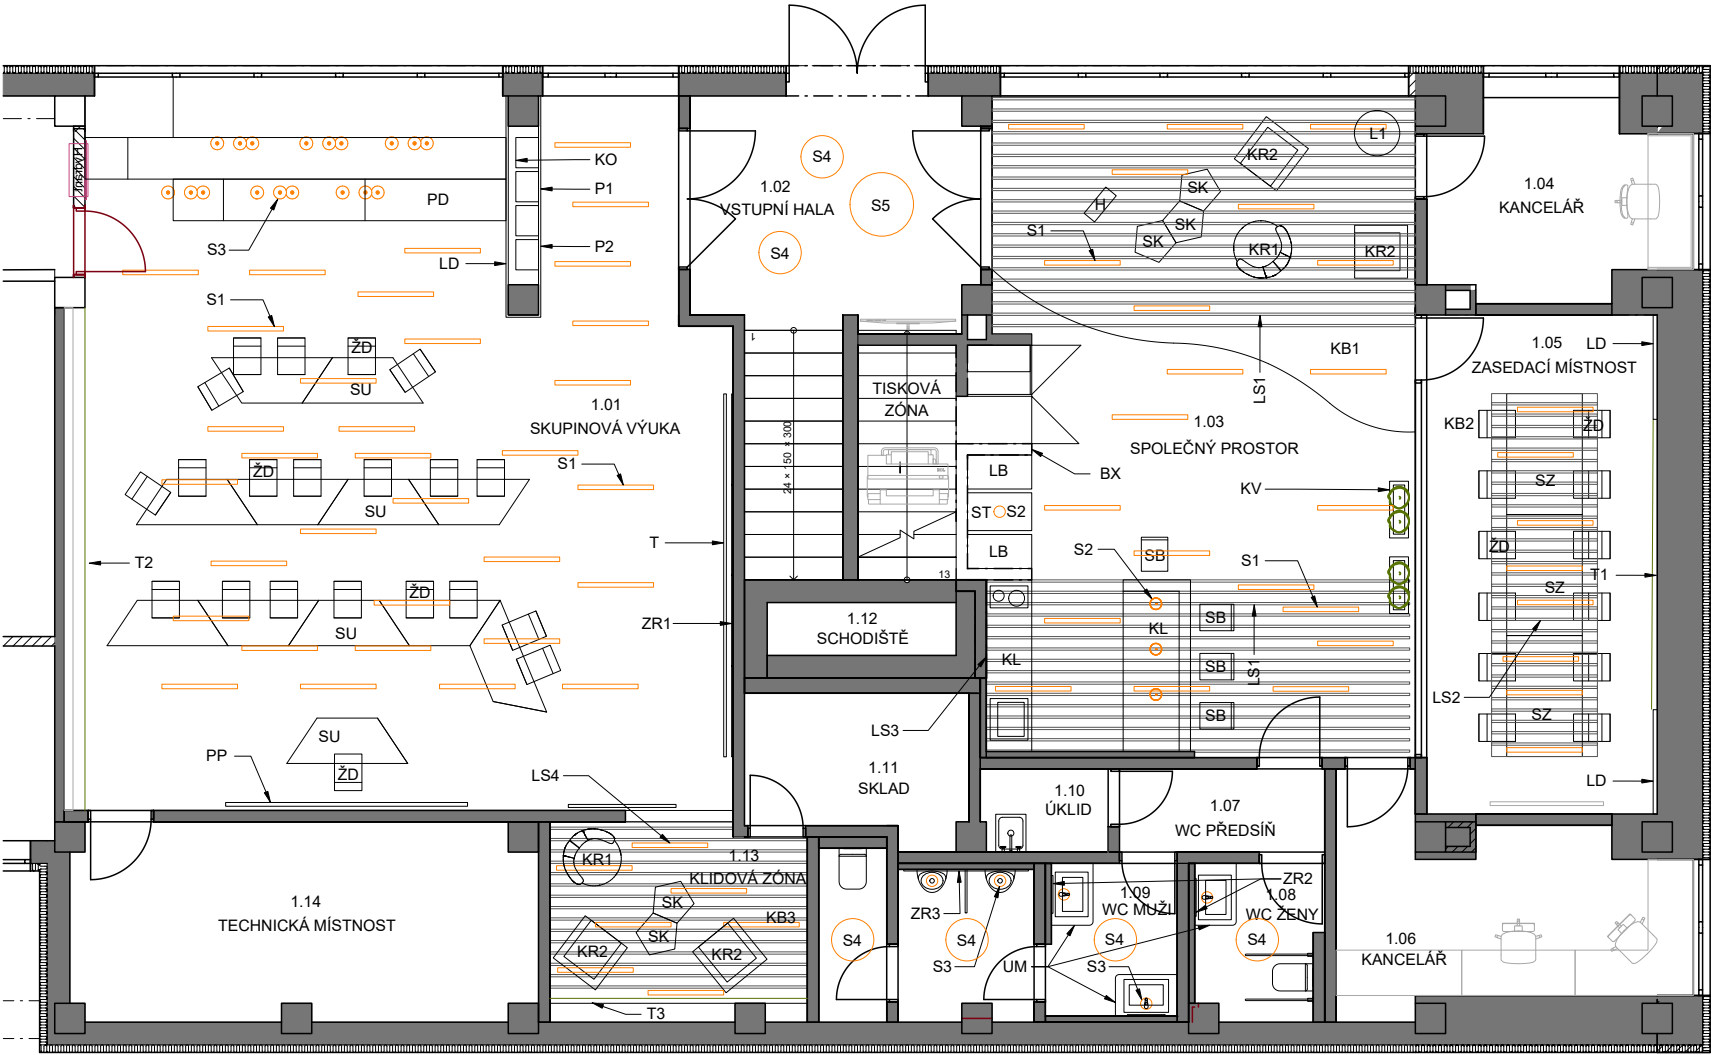 KO
P1
PD
S3
P2
LD
S1
1.02
VSTUPNÍ HALA
S4
S5
S4
L1
KR2
SK
H
SK
SK
S1
KR1
KR2
1.04
KANCELÁŘ
KB1
LS1
1.05
ZASEDACÍ MÍSTNOST
LD
ŽD
SU
1.01
SKUPINOVÁ VÝUKA
S1
ŽD
SU
TISKOVÁ
ZÓNA
24 × 150 × 300
1
13
1.03
SPOLEČNÝ PROSTOR
BX
LB
ST
S2
LB
KV
KB2
ŽD
SZ
ŽD
T1
SZ
LS2
SZ
LD
T
T2
ŽD
SU
ZR1
1.12
SCHODIŠTĚ
S2
SB
S1
KL
SB
KL
SB
LS1
SB
LS3
SU
PP
ŽD
LS4
1.11
SKLAD
1.10
ÚKLID
1.07
WC PŘEDSÍŇ
1.14
TECHNICKÁ MÍSTNOST
KR1
1.13
KLIDOVÁ ZÓNA
SK
KB3
SK
KR2
KR2
T3
S4
ZR3
S4
S3
1.09
WC MUŽI
S4
UM
S3
ZR2
1.08
WC ŽENY
S4
1.06
KANCELÁŘ